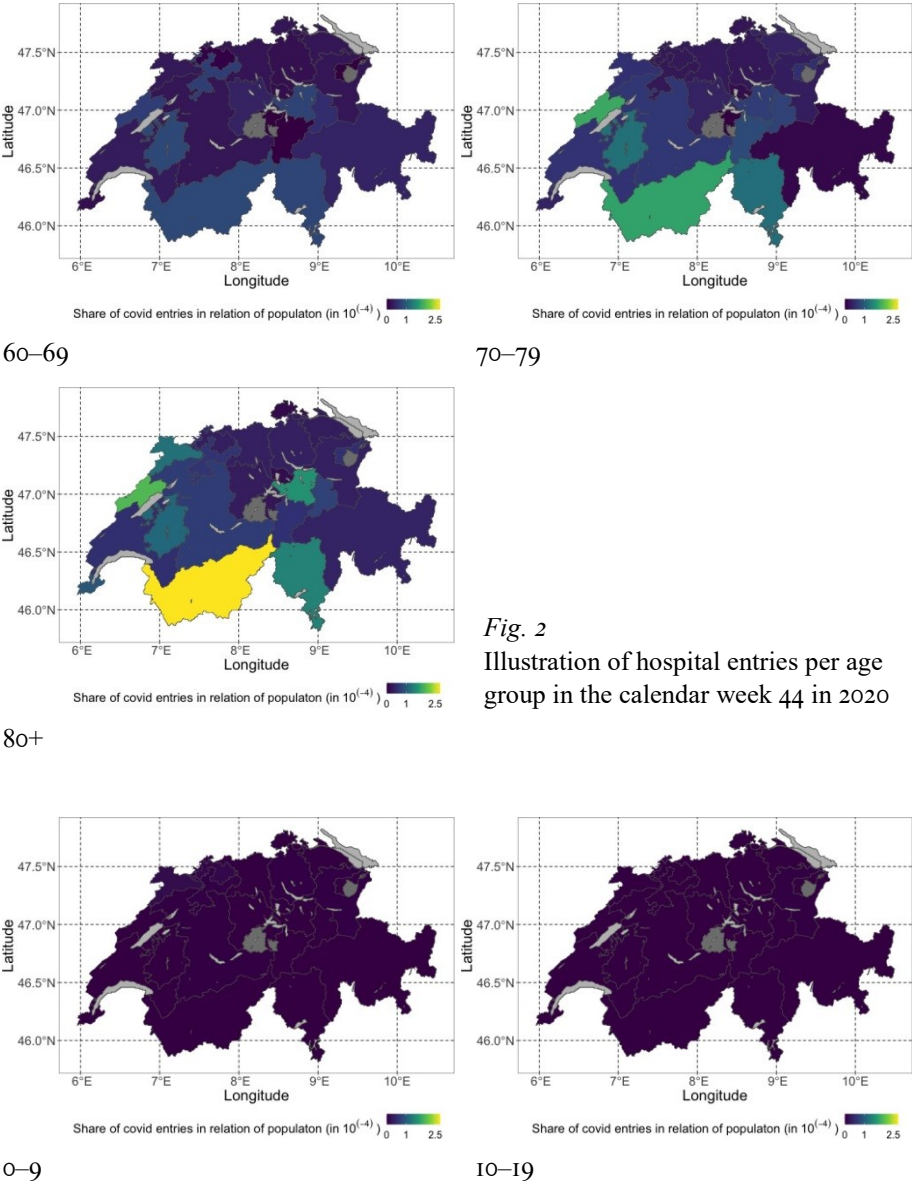 47.5°N
47.0°N
46.5°N
46.0°N
Latitude
6°E 7°E 8°E 9°E 10°E
Longitude
Share of covid entries in relation of populaton (in 10^(−4) )
0 1 2.5
60–69
47.5°N
47.0°N
46.5°N
46.0°N
Latitude
6°E 7°E 8°E 9°E 10°E
Longitude
Share of covid entries in relation of populaton (in 10^(−4) )
0 1 2.5
70–79
47.5°N
47.0°N
46.5°N
46.0°N
Latitude
6°E 7°E 8°E 9°E 10°E
Longitude
Share of covid entries in relation of populaton (in 10^(−4) )
0 1 2.5
80+
Fig. 2
Illustration of hospital entries per age
group in the calendar week 44 in 2020
47.5°N
47.0°N
46.5°N
46.0°N
Latitude
6°E 7°E 8°E 9°E 10°E
Longitude
Share of covid entries in relation of populaton (in 10^(−4) )
0 1 2.5
0–9
47.5°N
47.0°N
46.5°N
46.0°N
Latitude
6°E 7°E 8°E 9°E 10°E
Longitude
Share of covid entries in relation of populaton (in 10^(−4) )
0 1 2.5
10–19